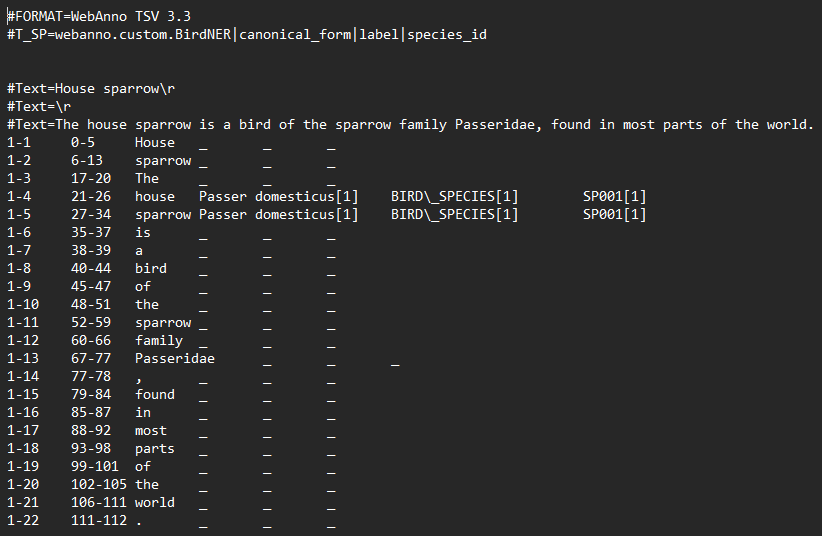 #FORMAT=WebAnno TSV 3.3
#T_SP=webanno.custom.BirdNER|canonical_form|label|species_id
#Text=House sparrow\r
#Text=\r
#Text=The house sparrow is a bird of the sparrow family Passeridae, found in most parts of the world.
1-1	0-5	House	_	_	_
1-2	6-13	sparrow	_	_	_
1-3	17-20	The	_	_	_
1-4	21-26	house	Passer domesticus[1]	BIRD\_SPECIES[1]	SP001[1]
1-5	27-34	sparrow	Passer domesticus[1]	BIRD\_SPECIES[1]	SP001[1]
1-6	35-37	is	_	_	_
1-7	38-39	a	_	_	_
1-8	40-44	bird	_	_	_
1-9	45-47	of	_	_	_
1-10	48-51	the	_	_	_
1-11	52-59	sparrow	_	_	_
1-12	60-66	family	_	_	_
1-13	67-77	Passeridae	_	_	_
1-14	77-78	,	_	_	_
1-15	79-84	found	_	_	_
1-16	85-87	in	_	_	_
1-17	88-92	most	_	_	_
1-18	93-98	parts	_	_	_
1-19	99-101	of	_	_	_
1-20	102-105	the	_	_	_
1-21	106-111	world	_	_	_
1-22	111-112	.	_	_	_